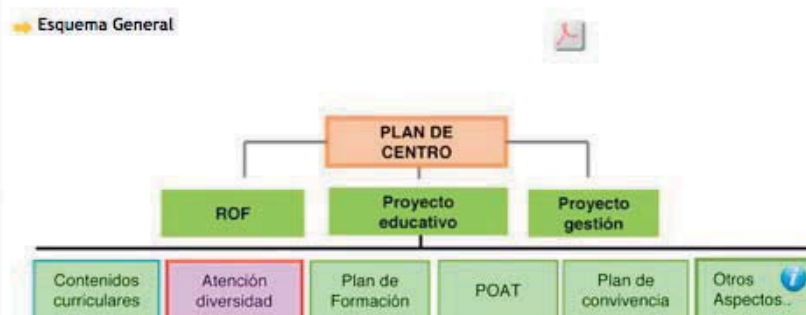 Esquema General
PLAN DE
CENTRO
ROF
Proyecto
educativo
Proyecto
gestión
Contenidos
curriculares
Atención
diversidad
Plan de
Formación
POAT
Plan de
convivencia
Otros
Aspectos..